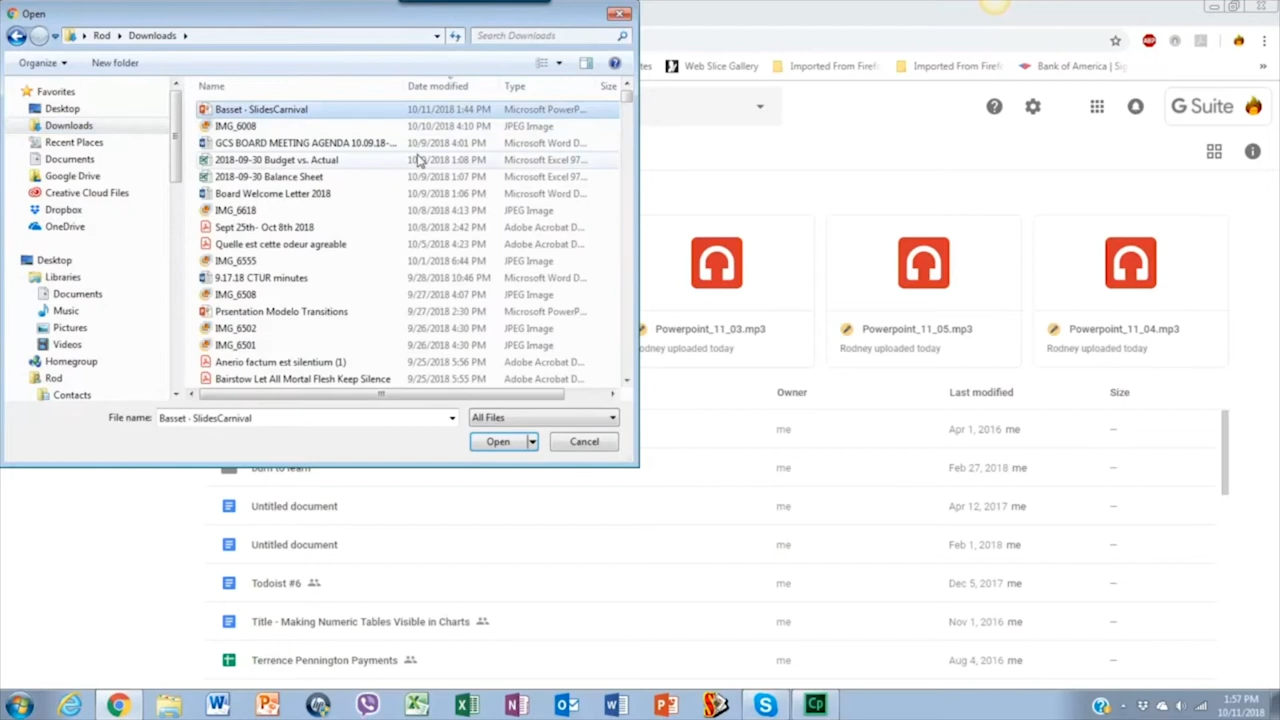 Open
Rod Downloads
Search Downloads
Organize
New folder
Favorites
Desktop
Downloads
Recent Places
Documents
Google Drive
Creative Cloud Files
Dropbox
OneDrive
Desktop
Libraries
Documents
Music
Pictures
Videos
Homegroup
Rod
Contacts
Name Date modified Type Size
Basset - SlidesCarnival 10/11/2018 1:44 PM Microsoft PowerP...
IMG_6008 10/10/2018 4:10 PM JPEG Image
GCS BOARD MEETING AGENDA 10.09.18-... 10/9/2018 4:01 PM Microsoft Word D...
2018-09-30 Budget vs. Actual 1:08 PM Microsoft Excel 97...
2018-09-30 Balance Sheet 10/9/2018 1:07 PM Microsoft Excel 97...
Board Welcome Letter 2018 10/9/2018 1:06 PM Microsoft Word D...
IMG_6618 10/8/2018 4:13 PM JPEG Image
Sept 25th- Oct 8th 2018 10/8/2018 2:42 PM Adobe Acrobat D...
Quelle est cette odeur agreable 10/5/2018 4:23 PM Adobe Acrobat D...
IMG_6555 10/1/2018 6:44 PM JPEG Image
9.17.18 CTUR minutes 9/28/2018 10:46 PM Microsoft Word D...
IMG_6508 9/27/2018 4:07 PM JPEG Image
Prsentation Modelo Transitions 9/27/2018 2:30 PM Microsoft PowerP...
IMG_6502 9/26/2018 4:30 PM JPEG Image
IMG_6501 9/26/2018 4:30 PM JPEG Image
Anerio factum est silentium (1) 9/25/2018 5:56 PM Adobe Acrobat D...
Bairstow Let All Mortal Flesh Keep Silence 9/25/2018 5:55 PM Adobe Acrobat D...
File name: Basset - SlidesCarnival All Files
Open Cancel
ABP
Web Slice Gallery Imported From Firef Imported From Firef Bank of America | Sig
»
G Suite
Powerpoint_11_03.mp3 Powerpoint_11_05.mp3 Powerpoint_11_04.mp3
Rodney uploaded today Rodney uploaded today Rodney uploaded today
Owner Last modified Size
me Apr 1, 2016 me —
me Feb 27, 2018 me —
Untitled document me Apr 12, 2017 me —
Untitled document me Feb 1, 2018 me —
Todoist #6 me Dec 5, 2017 me —
Title - Making Numeric Tables Visible in Charts me Nov 1, 2016 me —
Terrence Pennington Payments me Aug 4, 2016 me —
Cp
1:57 PM
10/11/2018